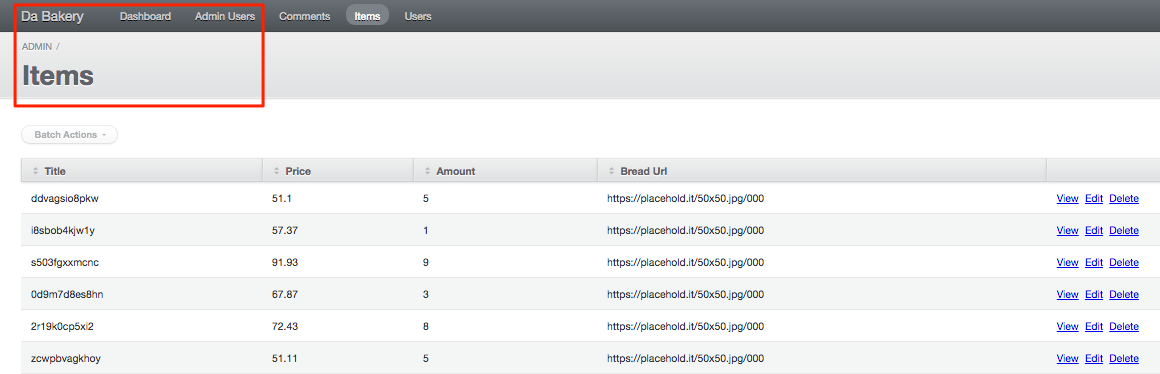 Da Bakery Dashboard Admin Users Comments Items Users
ADMIN /
Items
Batch Actions
Title Price Amount Bread Url
ddvagsio8pkw 51.1 5 https://placehold.it/50x50.jpg/000 View Edit Delete
i8sbob4kjw1y 57.37 1 https://placehold.it/50x50.jpg/000 View Edit Delete
s503fgxxmcnc 91.93 9 https://placehold.it/50x50.jpg/000 View Edit Delete
0d9m7d8es8hn 67.87 3 https://placehold.it/50x50.jpg/000 View Edit Delete
2r19k0cp5xi2 72.43 8 https://placehold.it/50x50.jpg/000 View Edit Delete
zcwpbvagkhoy 51.11 5 https://placehold.it/50x50.jpg/000 View Edit Delete